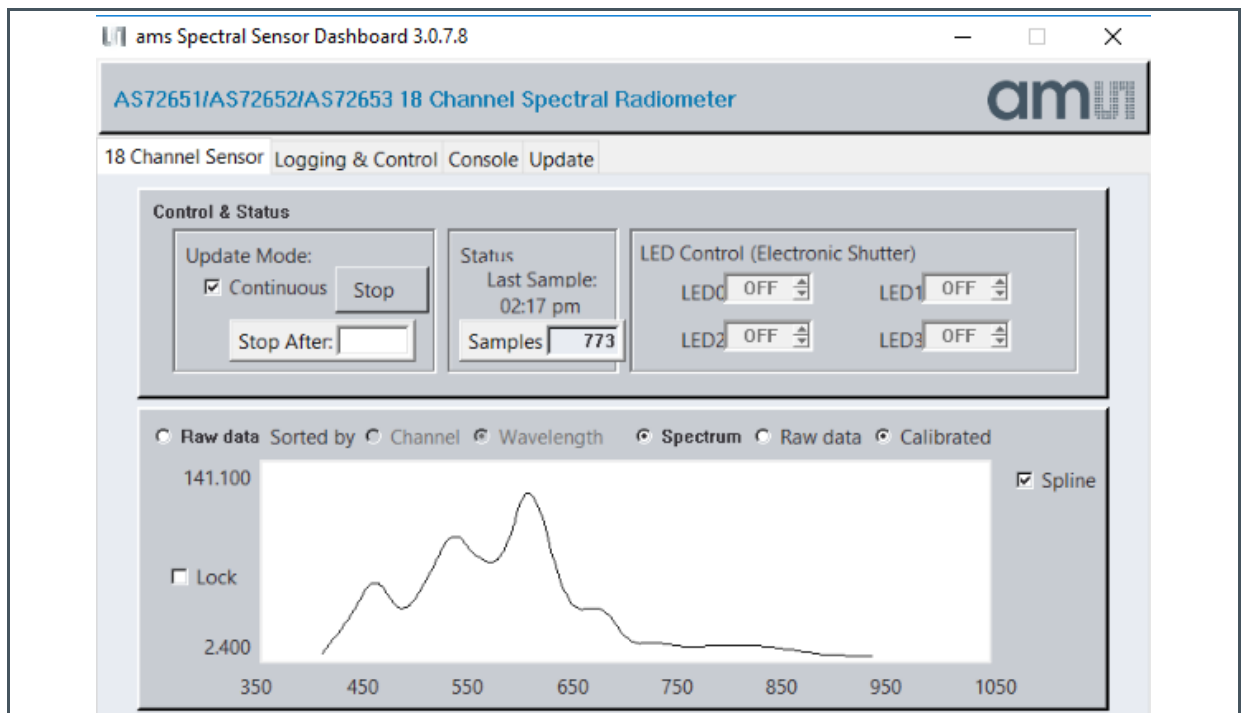 ams Spectral Sensor Dashboard 3.0.7.8
AS72651/AS72652/AS72653 18 Channel Spectral Radiometer
am
18 Channel Sensor Logging & Control Console Update
Control & Status
Update Mode:
Continuous Stop
Stop After:
Status
Last Sample:
02:17 pm
Samples 773
LED Control (Electronic Shutter)
LED0 OFF LED1 OFF
LED2 OFF LED3 OFF
Raw data Sorted by Channel Wavelength Spectrum Raw data Calibrated
141.100
Spline
Lock
2.400
350 450 550 650 750 850 950 1050